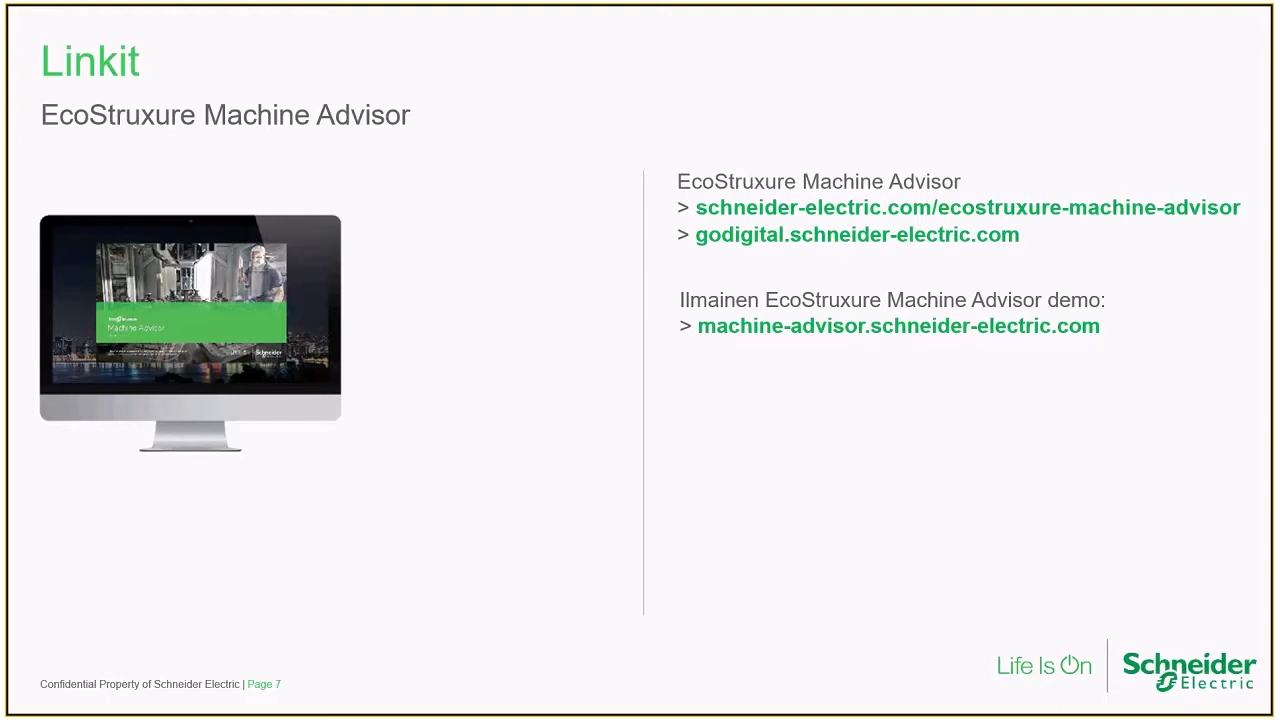 Linkit
EcoStruxure Machine Advisor
EcoStruxure Machine Advisor
> schneider-electric.com/ecostruxure-machine-advisor
> godigital.schneider-electric.com
Ilmainen EcoStruxure Machine Advisor demo:
> machine-advisor.schneider-electric.com
Machine Advisor
Schneider
Confidential Property of Schneider Electric | Page 7
Life Is On
Schneider
Electric